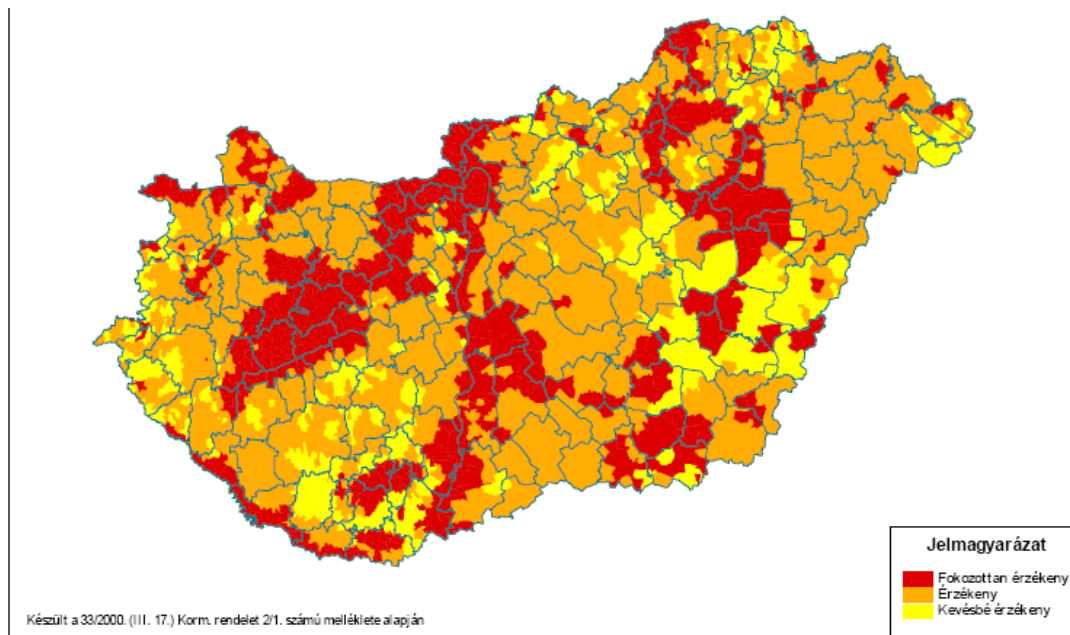 Jelmagyarázat
Fokozottan érzékeny
Érzékeny
Kevésbé érzékeny
Készült a 33/2000. (III. 17.) Korm. rendelet 2/1. számú melléklete alapján